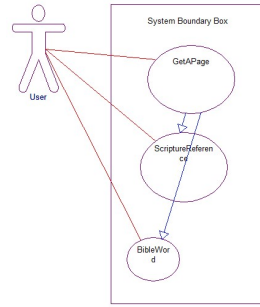 System Boundary Box
GetAPage
User
ScriptureReferen
ce
BibleWor
d